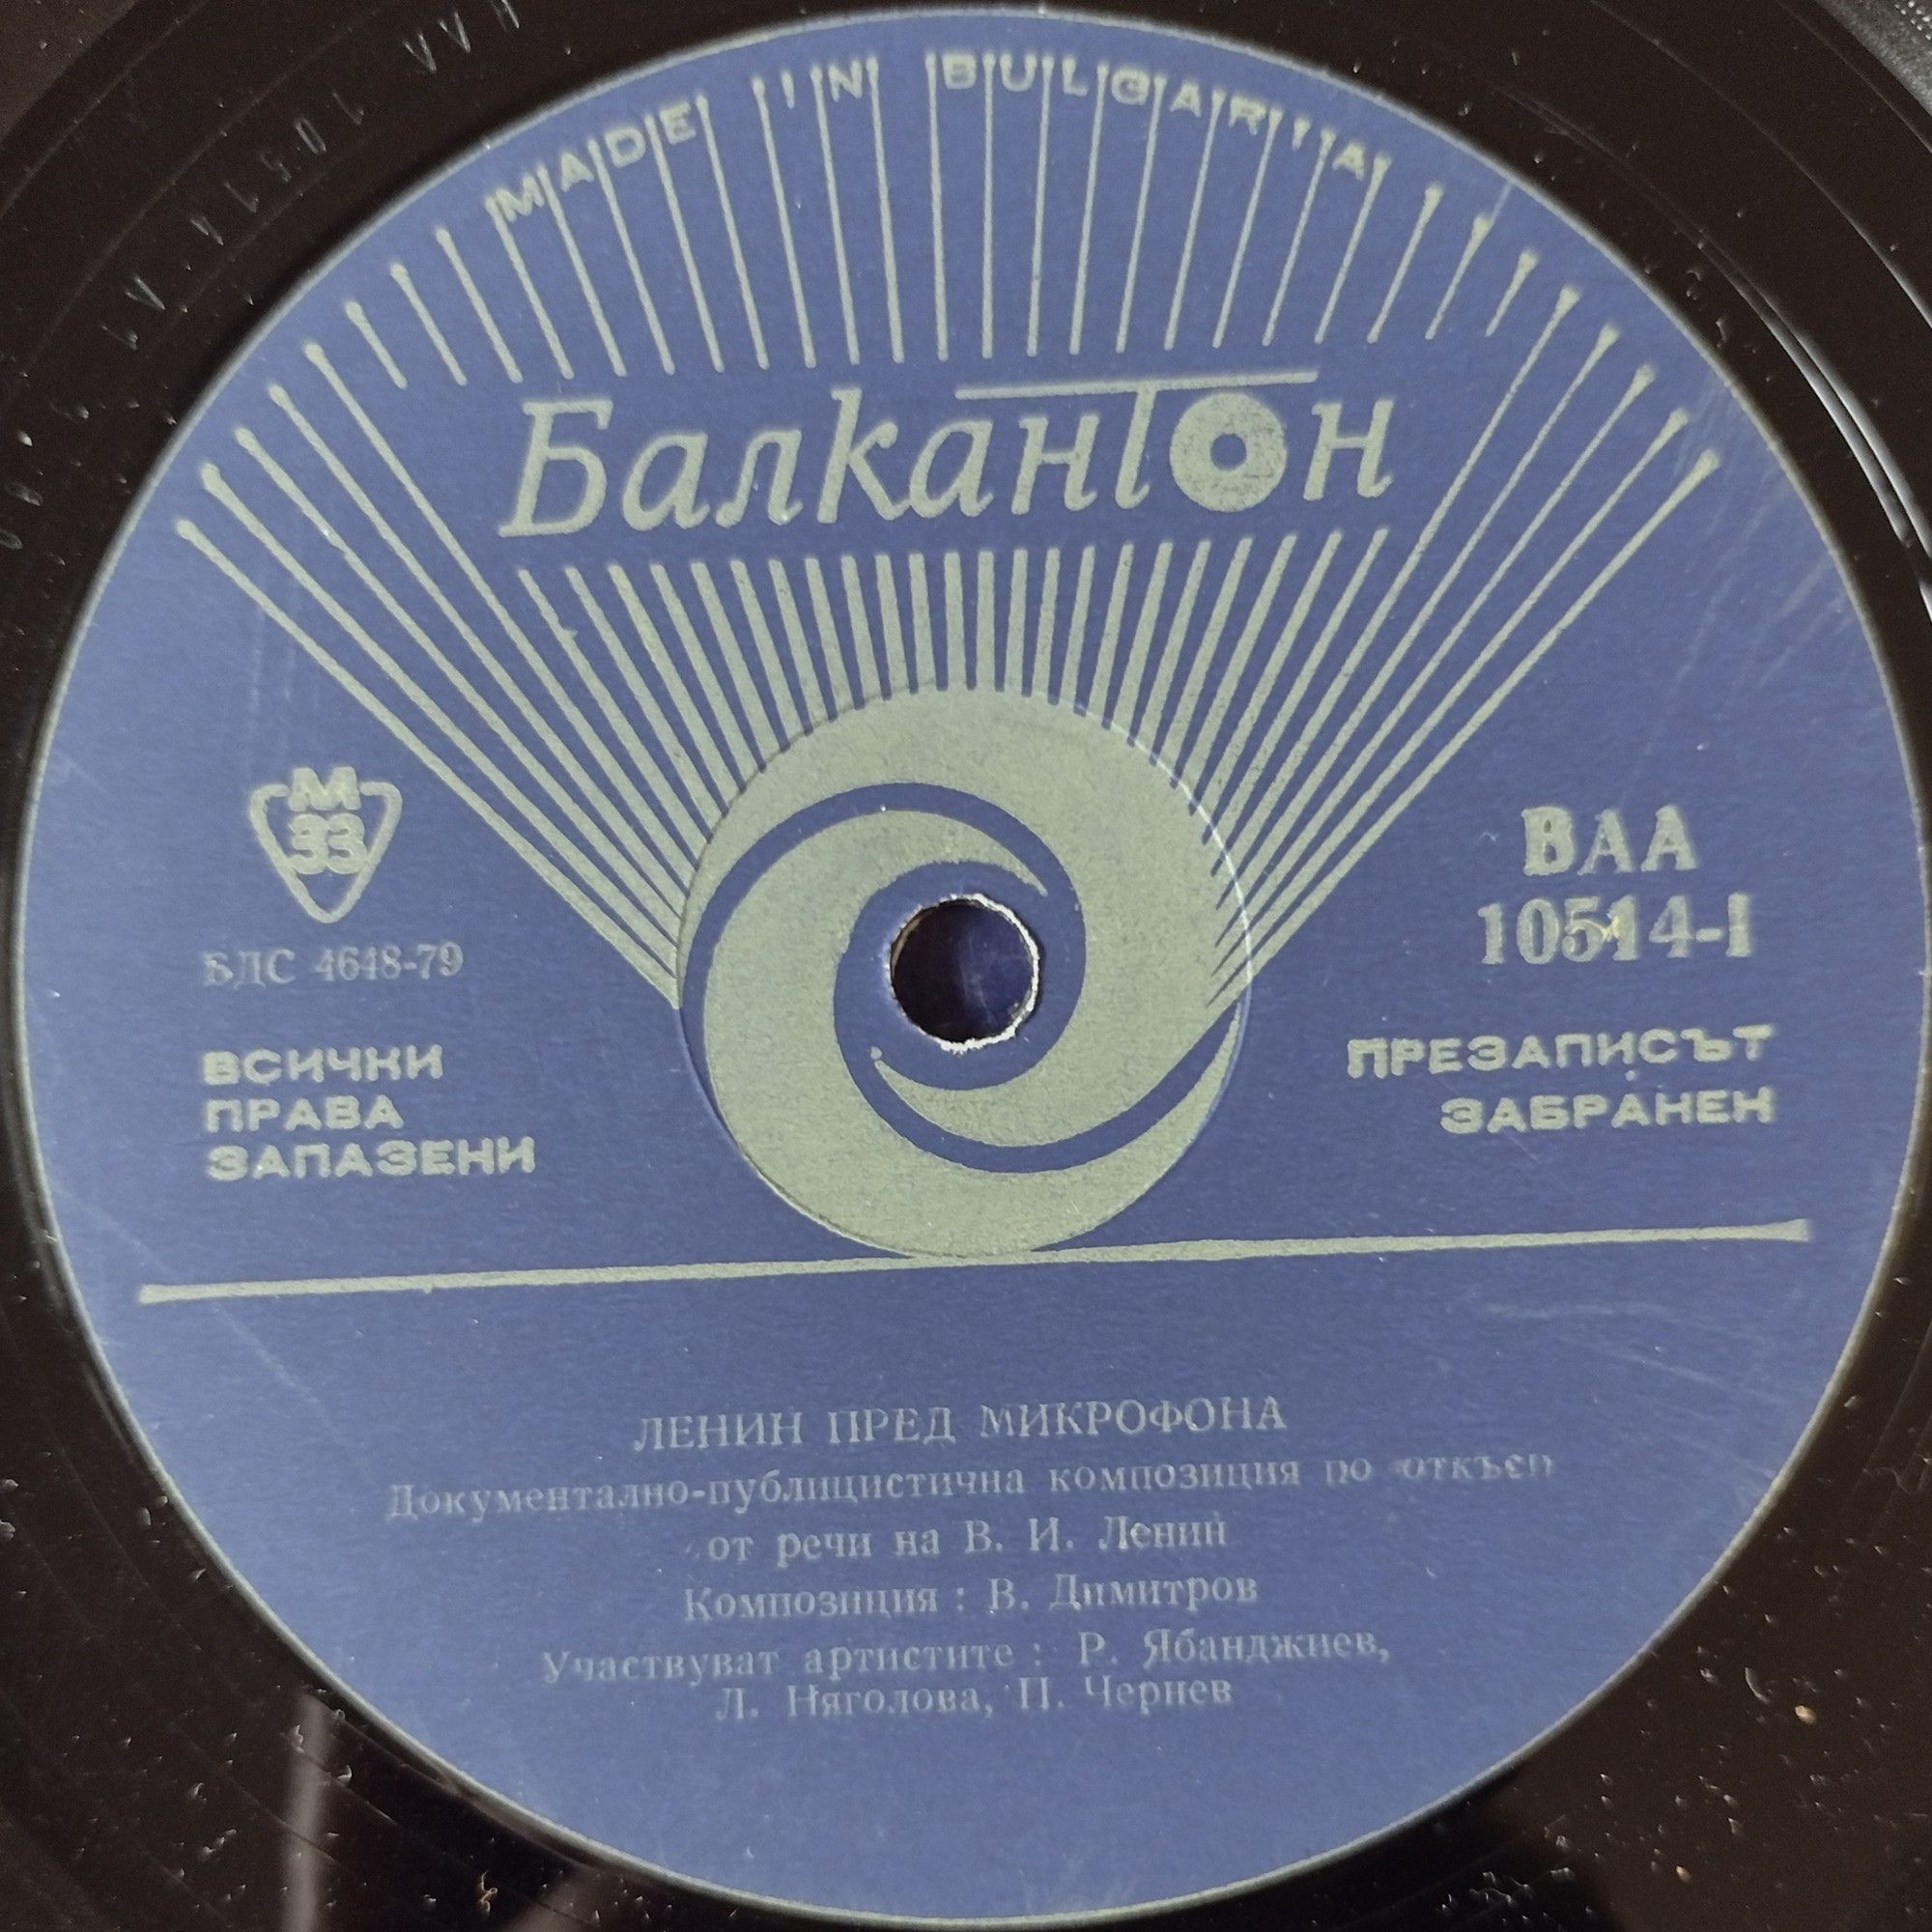 MADE IN BULGARIA
Балкантон
М
33
БДС 4648-79
ВСИЧКИ
ПРАВА
ЗАПАЗЕНИ
ВАА
10514-I
ПРЕЗАПИСЪТ
ЗАБРАНЕН
ЛЕНИН ПРЕД МИКРОФОНА
Документално-публицистична композиция по откъси
от речи на В. И. Ленин
Композиция : В. Димитров
Участвуват артистите : Р. Ябанджиев,
Л. Няголова, П. Чернев